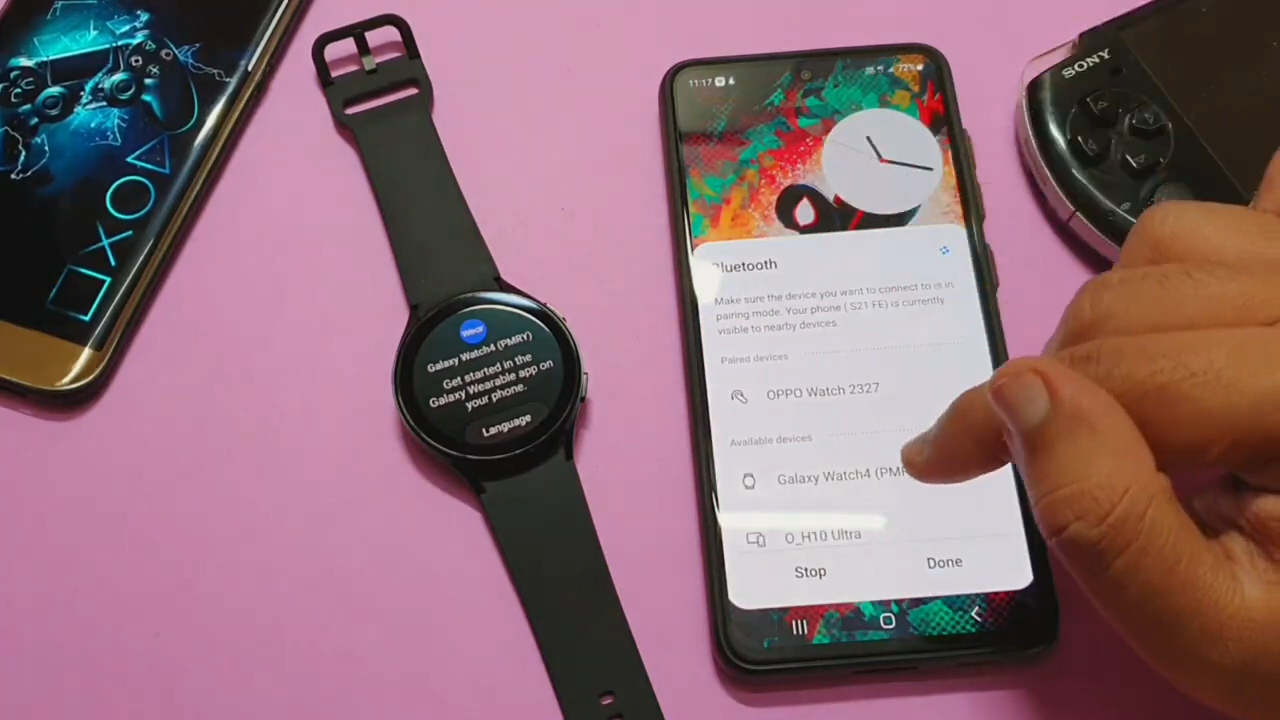 Wear
Galaxy Watch4 (PMRY)
Get started in the
Galaxy Wearable app on
your phone.
Language
11:17
72%
Bluetooth
Make sure the device you want to connect to is in
pairing mode. Your phone ( S21 FE) is currently
visible to nearby devices.
Paired devices
OPPO Watch 2327
Available devices
Galaxy Watch4 (PMR
O_H10 Ultra
Stop
Done
SONY